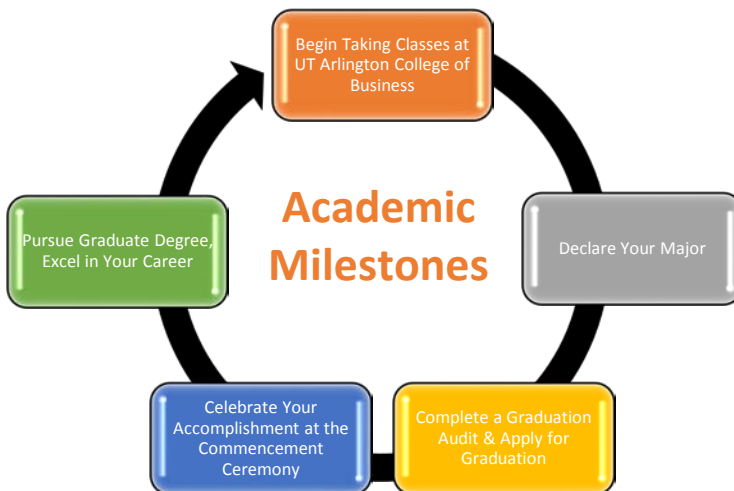 Begin Taking Classes at
UT Arlington College of
Business
Academic
Milestones
Declare Your Major
Complete a Graduation
Audit & Apply for
Graduation
Celebrate Your
Accomplishment at the
Commencement
Ceremony
Pursue Graduate Degree,
Excel in Your Career